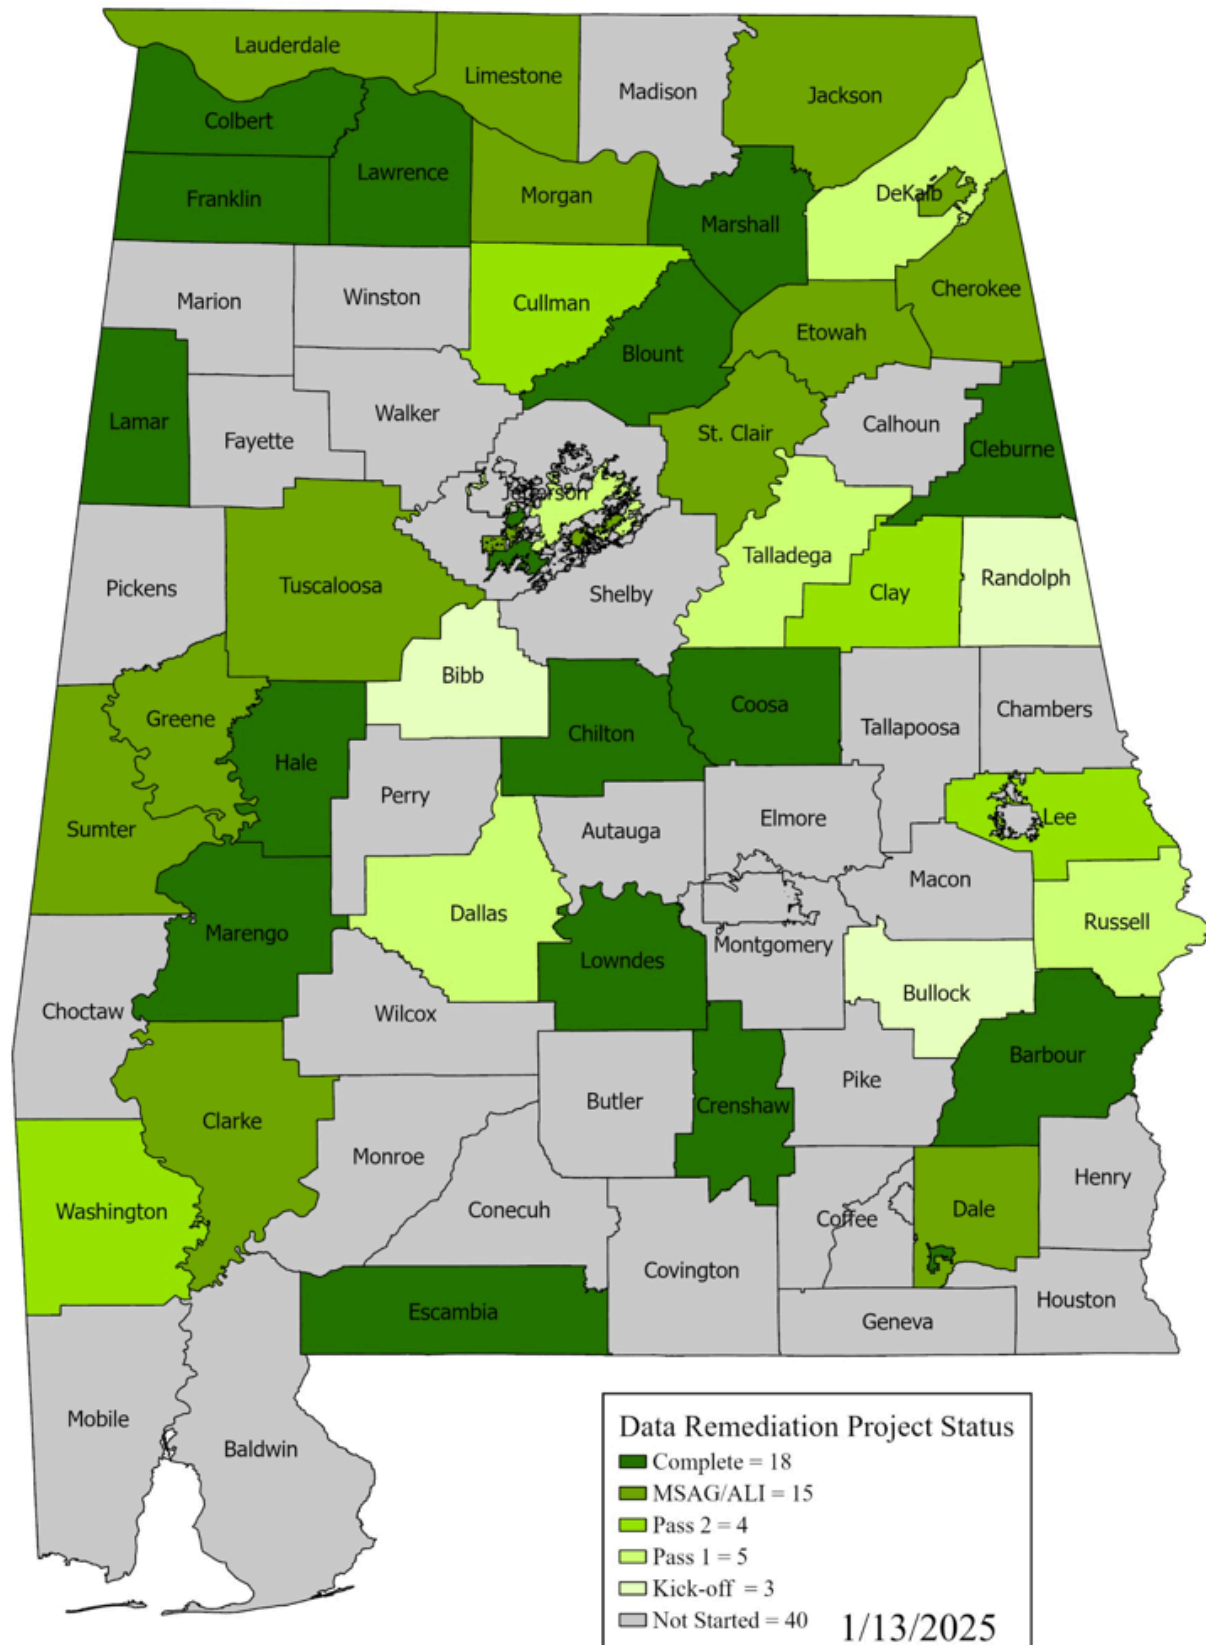 Lauderdale
Limestone
Madison
Jackson
Colbert
Lawrence
Franklin
Morgan
DeKalb
Marshall
Cherokee
Marion
Winston
Cullman
Etowah
Blount
Lamar
Walker
Fayette
St. Clair
Calhoun
Cleburne
Jefferson
Talladega
Pickens
Tuscaloosa
Shelby
Clay
Randolph
Bibb
Greene
Coosa
Chambers
Hale
Chilton
Tallapoosa
Perry
Sumter
Autauga
Elmore
Lee
Macon
Dallas
Russell
Marengo
Montgomery
Lowndes
Bullock
Choctaw
Wilcox
Barbour
Pike
Clarke
Butler
Crenshaw
Monroe
Henry
Washington
Conecuh
Coffee
Dale
Covington
Escambia
Geneva
Houston
Mobile
Baldwin
Data Remediation Project Status
Complete = 18
MSAG/ALI = 15
Pass 2 = 4
Pass 1 = 5
Kick-off = 3
Not Started = 40
1/13/2025